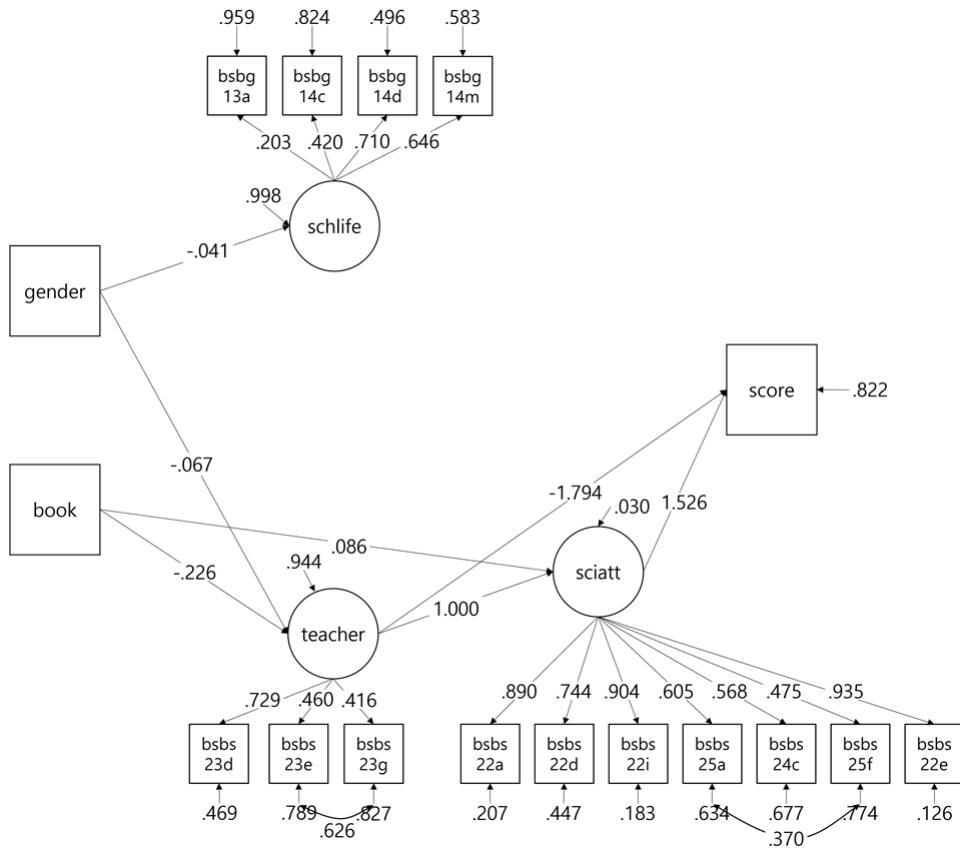 .959 .824 .496 .583
bsbg bsbg bsbg bsbg
13a 14c 14d 14m
.203 .420 .710 .646
.998
schlife
-.041
gender
score .822
-.067
-1.794 .030 1.526
book
.086
.944
-.226 sciatt
1.000
teacher
.729 .460 .416 .890 .744 .904 .605 .568 .475 .935
bsbs bsbs bsbs bsbs bsbs bsbs bsbs bsbs bsbs bsbs
23d 23e 23g 22a 22d 22i 25a 24c 25f 22e
.469 .789 .827 .207 .447 .183 .634 .677 .774 .126
.626 .370